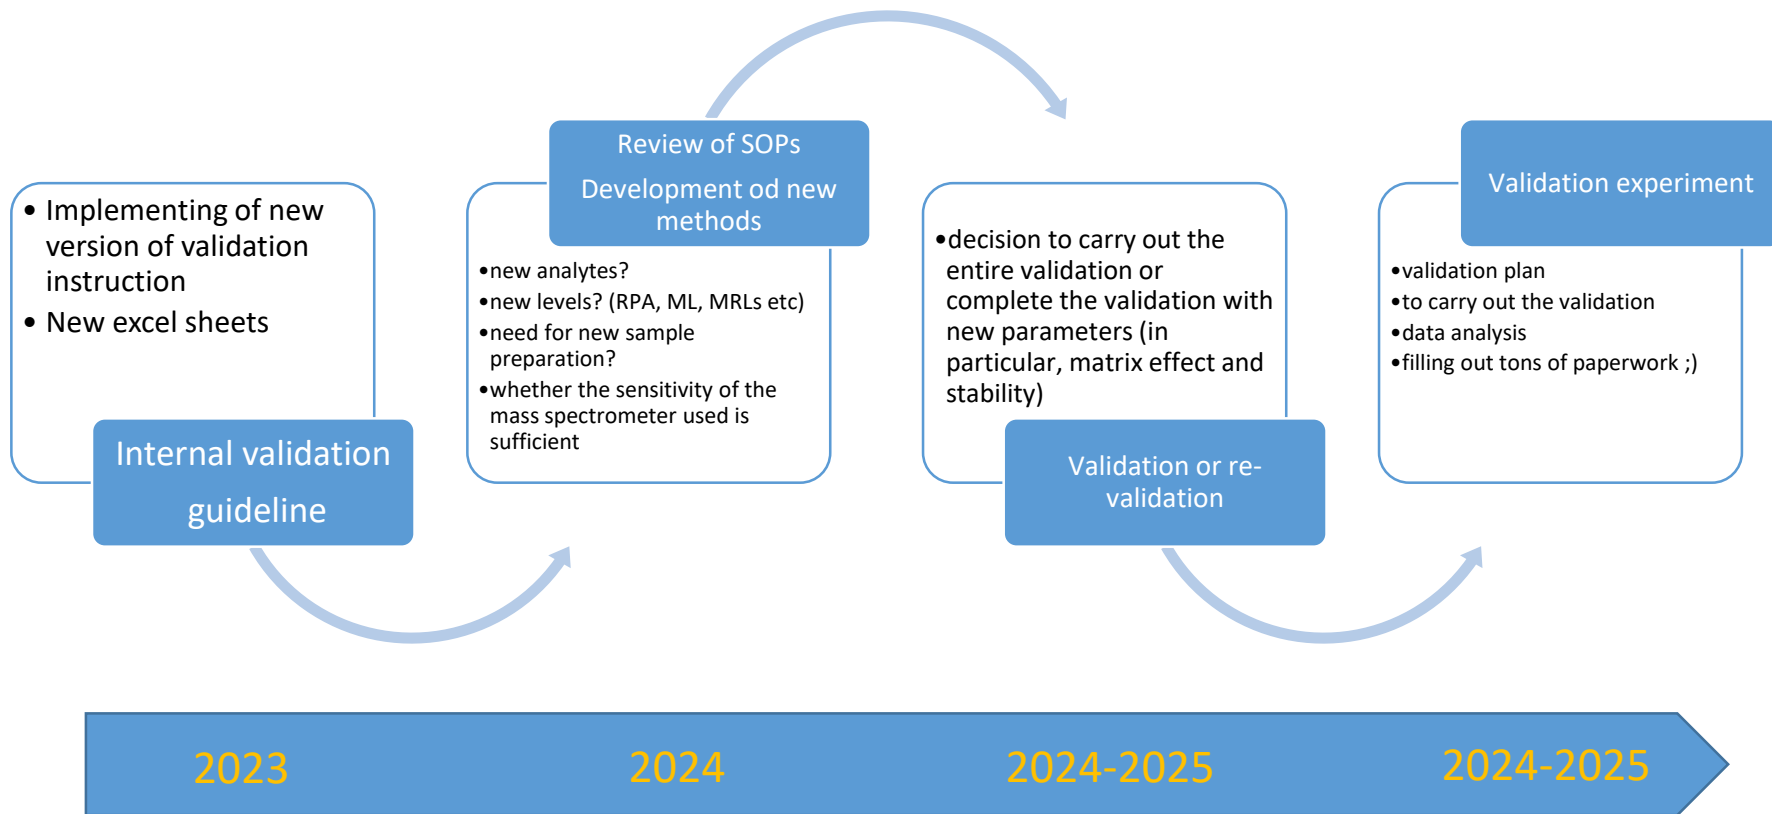 • Implementing of new
version of validation
instruction
• New excel sheets
Internal validation
guideline
Review of SOPs
Development od new
methods
•new analytes?
•new levels? (RPA, ML, MRLs etc)
•need for new sample
preparation?
•whether the sensitivity of the
mass spectrometer used is
sufficient
•decision to carry out the
entire validation or
complete the validation with
new parameters (in
particular, matrix effect and
stability)
Validation or re-
validation
Validation experiment
•validation plan
•to carry out the validation
•data analysis
•filling out tons of paperwork ;)
2023
2024
2024-2025
2024-2025